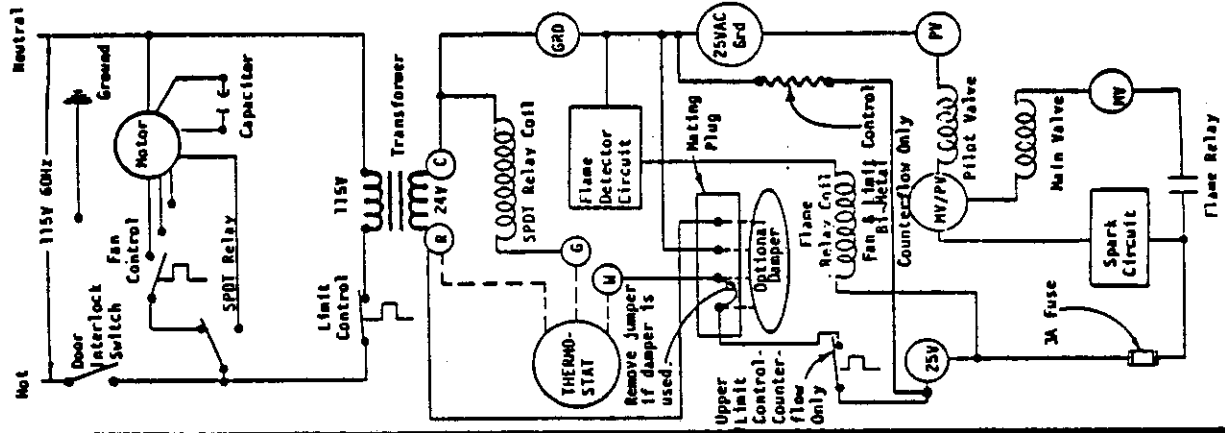 Hot
Neutral
115V 60Hz
Door
Interlock
Switch
Fan
Control
Ground
SPDT Relay
Motor
Capacitor
Limit
Control
115V
Transformer
24V
R
C
THERMO-
STAT
G
W
SPDT Relay Coil
GRD
Flame
Detector
Circuit
Mating
Plug
Remove jumper
if damper is
used.
Optional
Damper
25VAC
Grd
Upper
Limit
Control-
Counter-
flow
Only
Flame
Relay Coil
Fan & Limit Control
Bi-Metal
Counterflow Only
25V
PV
MV/PV
Pilot Valve
Main Valve
MV
3A Fuse
Spark
Circuit
Flame Relay